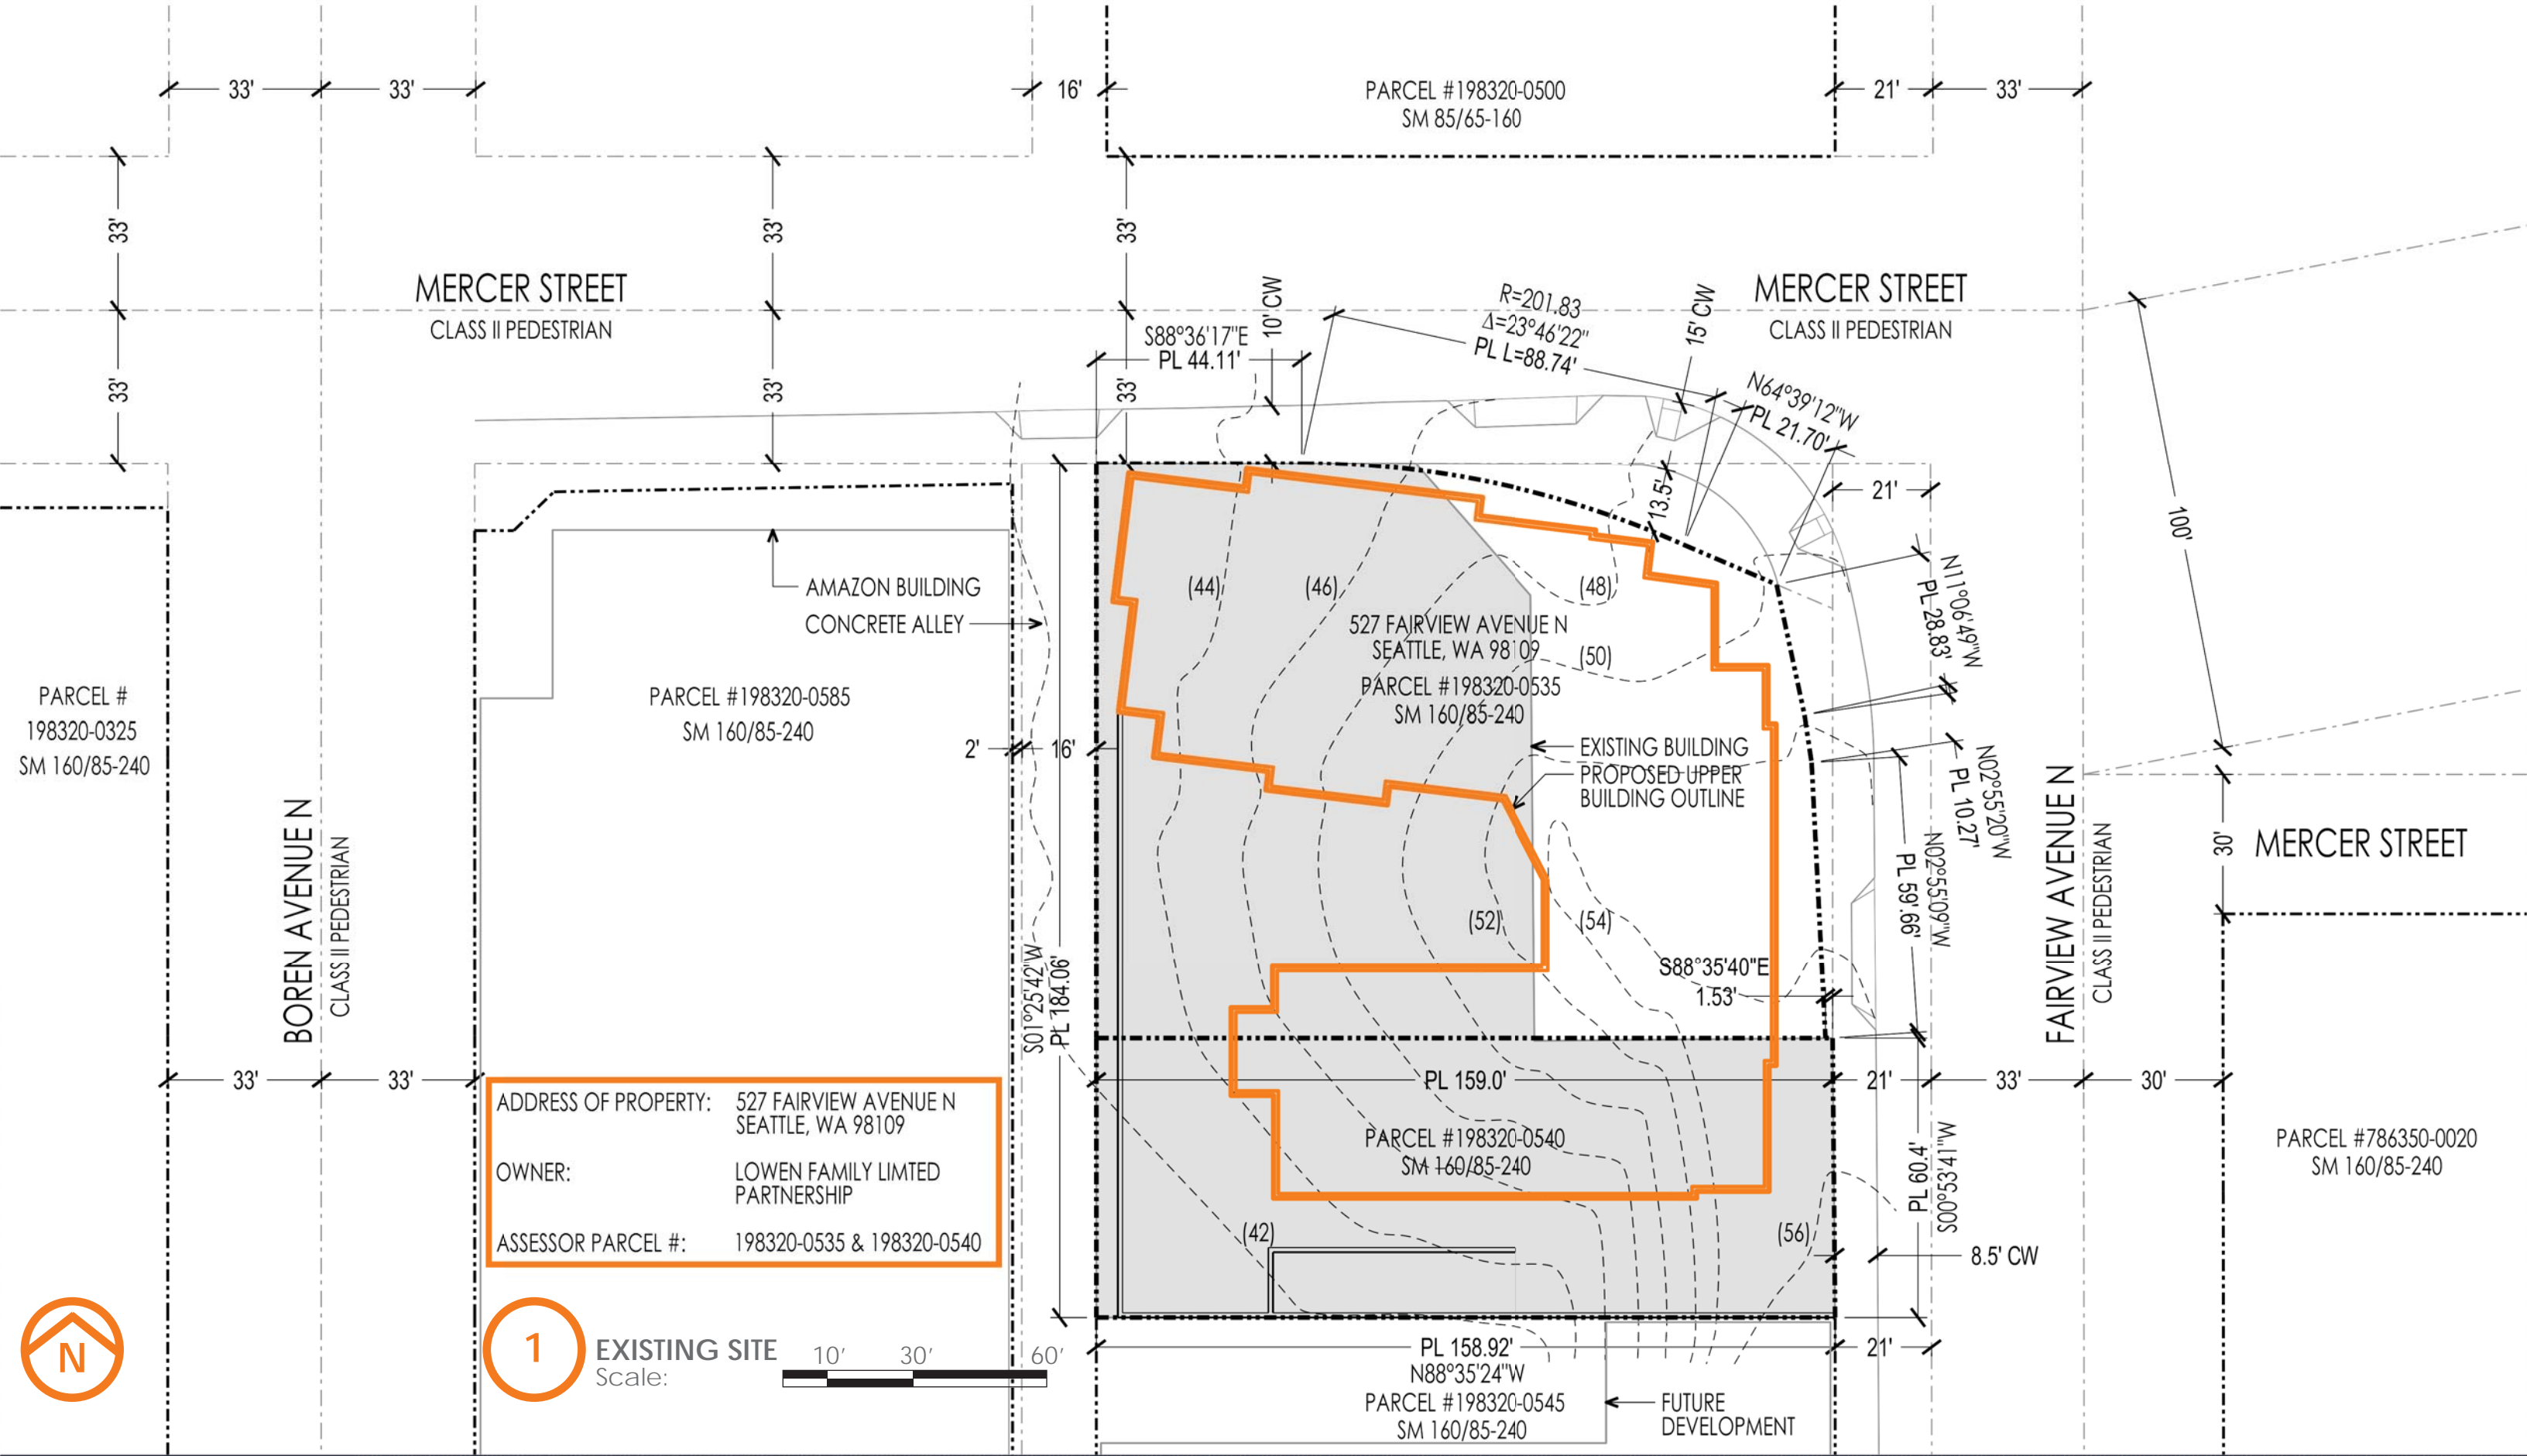 33'
33'
16'
PARCEL #198320-0500
SM 85/65-160
21'
33'
33'
33'
33'
MERCER STREET
CLASS II PEDESTRIAN
MERCER STREET
CLASS II PEDESTRIAN
33'
33'
33'
S88°36'17"E
PL 44.11'
10' CW
R=201.83
Δ=23°46'22"
PL L=88.74'
15' CW
N64°39'12"W
PL 21.70'
13.5'
21'
100'
N11°06'49"W
PL 28.83'
AMAZON BUILDING
CONCRETE ALLEY
(44)
(46)
(48)
527 FAIRVIEW AVENUE N
SEATTLE, WA 98109
(50)
PARCEL #198320-0535
SM 160/85-240
PARCEL #
198320-0325
SM 160/85-240
PARCEL #198320-0585
SM 160/85-240
2'
16'
EXISTING BUILDING
PROPOSED UPPER
BUILDING OUTLINE
N02°55'20"W
PL 10.27'
N02°55'09"W
PL 59.66'
BOREN AVENUE N
CLASS II PEDESTRIAN
FAIRVIEW AVENUE N
CLASS II PEDESTRIAN
30'
MERCER STREET
(52)
(54)
S88°35'40"E
1.53'
S01°25'42"W
PL 184.06'
33'
33'
PL 159.0'
21'
33'
30'
ADDRESS OF PROPERTY: 527 FAIRVIEW AVENUE N
SEATTLE, WA 98109
OWNER: LOWEN FAMILY LIMTED
PARTNERSHIP
ASSESSOR PARCEL #: 198320-0535 & 198320-0540
PARCEL #198320-0540
SM 160/85-240
PL 60.4'
S00°53'41"W
PARCEL #786350-0020
SM 160/85-240
(42)
(56)
8.5' CW
N
1
EXISTING SITE
Scale:
10' 30' 60'
PL 158.92'
N88°35'24"W
21'
PARCEL #198320-0545
SM 160/85-240
FUTURE
DEVELOPMENT